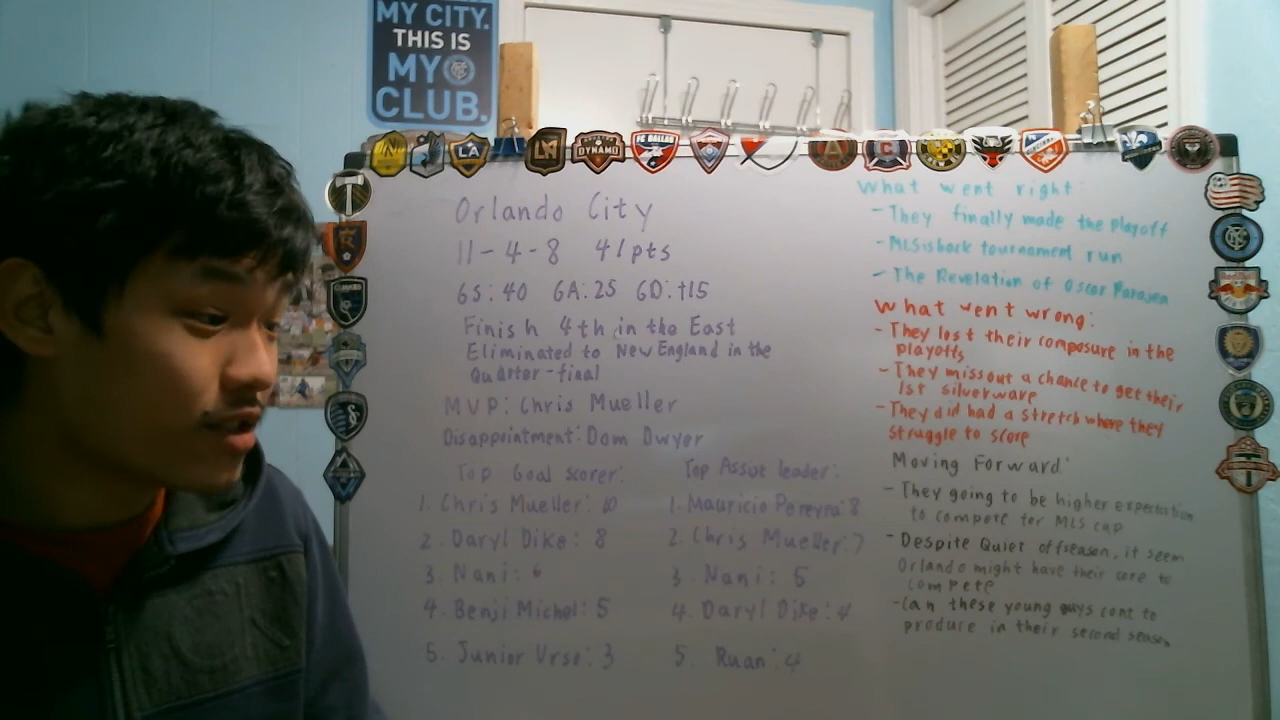 MY CITY.
THIS IS
MY
CLUB.
Orlando City
11-4-8 41pts
GS:40 GA:25 GD:+15
Finish 4th in the East
Eliminated to New England in the
Quarter-final
MVP: Chris Mueller
Disappointment: Dom Dwyer
Top Goal scorer:
1. Chris Mueller: 10
2. Daryl Dike: 8
3. Nani: 6
4. Benji Michel: 5
5. Junior Urso: 3
Top Assist leader:
1. Mauricio Pereyra: 8
2. Chris Mueller: 7
3. Nani: 5
4. Daryl Dike: 4
5. Ruan: 4
What went right:
- They finally made the playoff
- MLS is back tournament run
- The Revelation of Oscar Pareja
What went wrong:
- They lost their composure in the
playoffs
- They miss out a chance to get their
1st silverware
- They did had a stretch where they
struggle to score
Moving Forward:
- They going to be higher expectation
to compete for MLS cup
- Despite Quiet offseason, it seem
Orlando might have their core to
compete
- Can these young guys cont to
produce in their second season
LA
DYNAMO